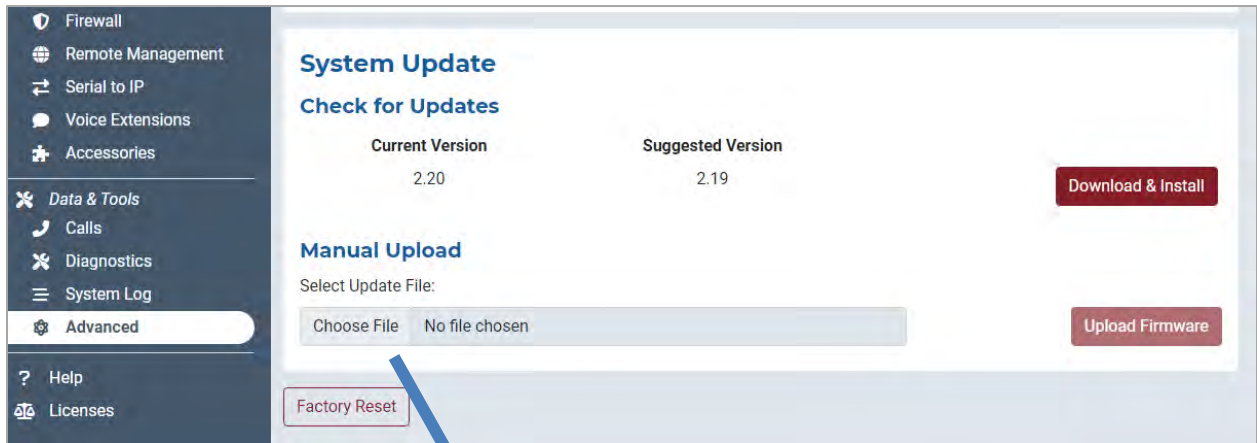 Firewall
Remote Management
Serial to IP
Voice Extensions
Accessories
Data & Tools
Calls
Diagnostics
System Log
Advanced
? Help
Licenses
System Update
Check for Updates
Current Version Suggested Version
2.20 2.19
Download & Install
Manual Upload
Select Update File:
Choose File No file chosen
Upload Firmware
Factory Reset